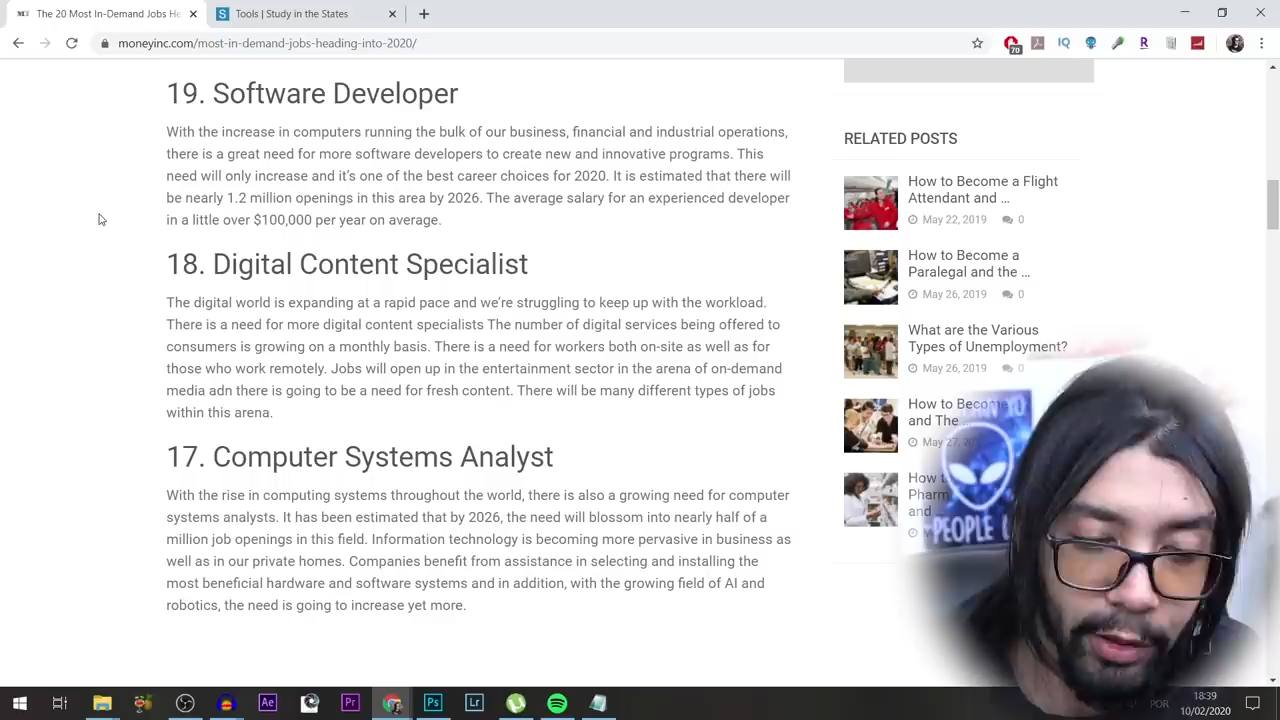 The 20 Most In-Demand Jobs He
Tools | Study in the States
moneyinc.com/most-in-demand-jobs-heading-into-2020/
70
19. Software Developer
With the increase in computers running the bulk of our business, financial and industrial operations,
there is a great need for more software developers to create new and innovative programs. This
need will only increase and it's one of the best career choices for 2020. It is estimated that there will
be nearly 1.2 million openings in this area by 2026. The average salary for an experienced developer
in a little over $100,000 per year on average.
18. Digital Content Specialist
The digital world is expanding at a rapid pace and we're struggling to keep up with the workload.
There is a need for more digital content specialists The number of digital services being offered to
consumers is growing on a monthly basis. There is a need for workers both on-site as well as for
those who work remotely. Jobs will open up in the entertainment sector in the arena of on-demand
media adn there is going to be a need for fresh content. There will be many different types of jobs
within this arena.
17. Computer Systems Analyst
With the rise in computing systems throughout the world, there is also a growing need for computer
systems analysts. It has been estimated that by 2026, the need will blossom into nearly half of a
million job openings in this field. Information technology is becoming more pervasive in business as
well as in our private homes. Companies benefit from assistance in selecting and installing the
most beneficial hardware and software systems and in addition, with the growing field of AI and
robotics, the need is going to increase yet more.
RELATED POSTS
How to Become a Flight
Attendant and ...
May 22, 2019 0
How to Become a
Paralegal and the ...
May 26, 2019 0
What are the Various
Types of Unemployment?
May 26, 2019 0
How to Become
and The
May 27, 20
How t
Pharm
and
PEOPLE
Ae
Pr
Ps
Lr
POR
18:39
10/02/2020